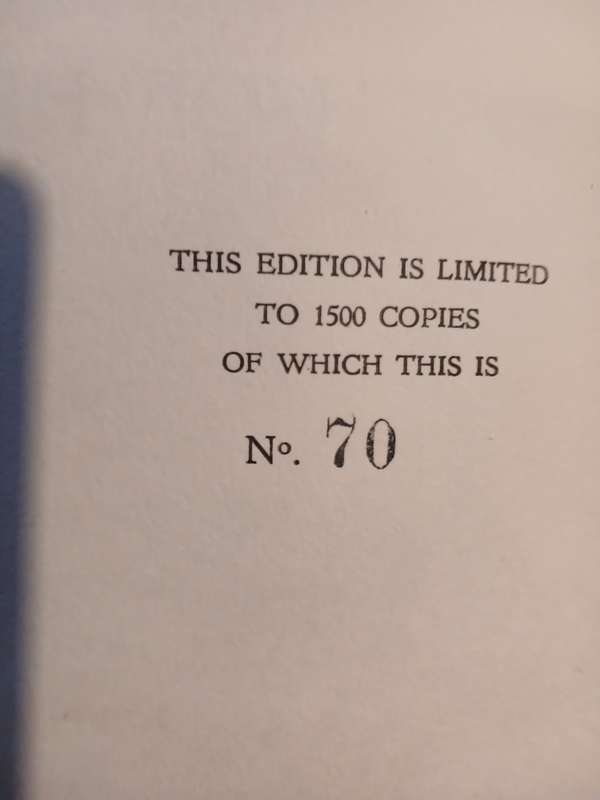 THIS EDITION IS LIMITED
TO 1500 COPIES
OF WHICH THIS IS
Nº. 70